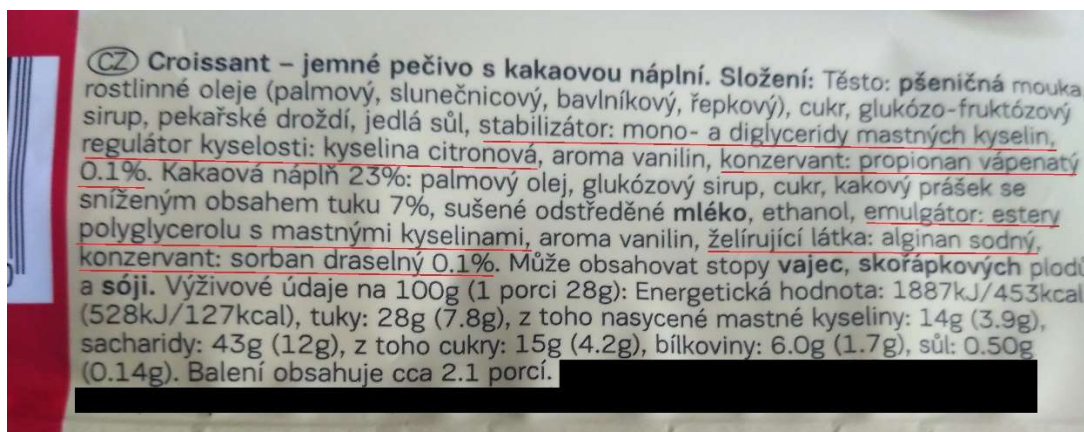 CZ Croissant – jemné pečivo s kakaovou náplní. Složení: Těsto: pšeničná mouka
rostlinné oleje (palmový, slunečnicový, bavlníkový, řepkový), cukr, glukózo-fruktózový
sirup, pekařské droždí, jedlá sůl, stabilizátor: mono- a diglyceridy mastných kyselin,
regulátor kyselosti: kyselina citronová, aroma vanilin, konzervant: propionan vápenatý
0.1%. Kakaová náplň 23%: palmový olej, glukózový sirup, cukr, kakový prášek se
sníženým obsahem tuku 7%, sušené odstředěné mléko, ethanol, emulgátor: estery
polyglycerolu s mastnými kyselinami, aroma vanilin, želírující látka: alginan sodný,
konzervant: sorban draselný 0.1%. Může obsahovat stopy vajec, skořápkových plodů
a sóji. Výživové údaje na 100g (1 porci 28g): Energetická hodnota: 1887kJ/453kcal
(528kJ/127kcal), tuky: 28g (7.8g), z toho nasycené mastné kyseliny: 14g (3.9g),
sacharidy: 43g (12g), z toho cukry: 15g (4.2g), bílkoviny: 6.0g (1.7g), sůl: 0.50g
(0.14g). Balení obsahuje cca 2.1 porcí.